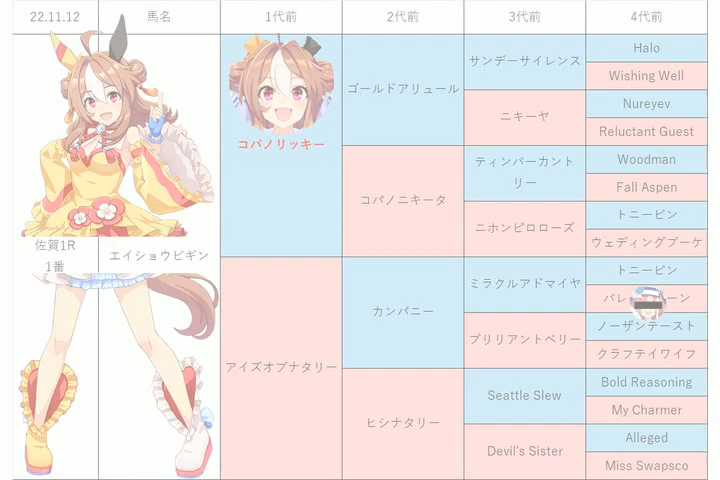 22.11.12 馬名 1代前 2代前 3代前 4代前
佐賀1R
1番
エイショウビギン
コパノリッキー
アイズオブナタリー
ゴールドアリュール
コパノニキータ
カンパニー
ヒシナタリー
サンデーサイレンス
ニキーヤ
ティンバーカント
リー
ニホンピロローズ
ミラクルアドマイヤ
ブリリアントベリー
Seattle Slew
Devil's Sister
Halo
Wishing Well
Nureyev
Reluctant Guest
Woodman
Fall Aspen
トニービン
ウェディングブーケ
トニービン
バレ ーン
ノーザンテースト
クラフテイワイフ
Bold Reasoning
My Charmer
Alleged
Miss Swapsco